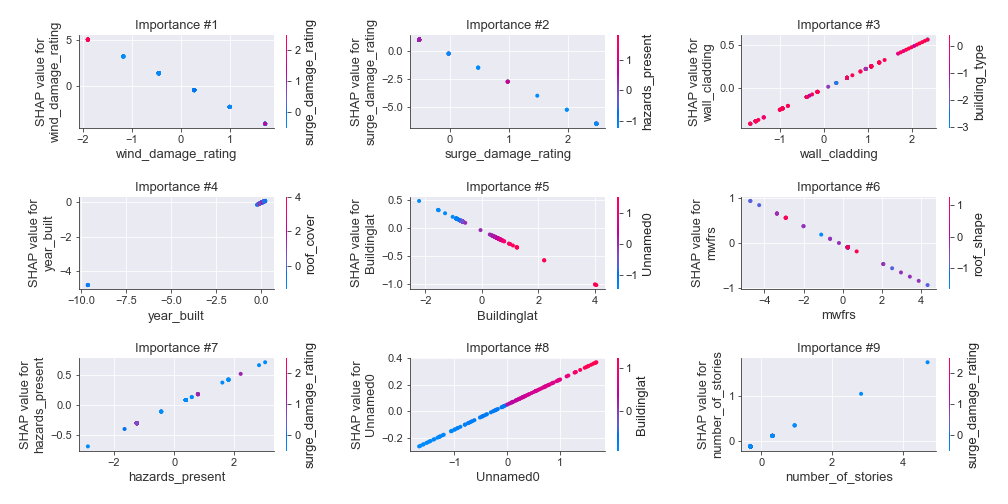 Importance #1
Importance #2
Importance #3
SHAP value for
wind_damage_rating
5
0
−2
−1
0
1
wind_damage_rating
2
1
0
surge_damage_rating
SHAP value for
surge_damage_rating
0.0
−2.5
−5.0
0
1
2
surge_damage_rating
1
0
−1
hazards_present
SHAP value for
wall_cladding
0.5
0.0
−1
0
1
2
wall_cladding
0
−1
−2
−3
building_type
Importance #4
Importance #5
Importance #6
SHAP value for
year_built
0
−2
−4
−10.0
−7.5
−5.0
−2.5
0.0
year_built
4
2
0
roof_cover
SHAP value for
Buildinglat
0.5
0.0
−0.5
−1.0
−2
0
2
4
Buildinglat
1
0
−1
Unnamed0
SHAP value for
mwfrs
1
0
−1
−4
−2
0
2
4
mwfrs
1
0
−1
roof_shape
Importance #7
Importance #8
Importance #9
SHAP value for
hazards_present
0.5
0.0
−0.5
−2
0
2
hazards_present
2
1
0
surge_damage_rating
SHAP value for
Unnamed0
0.4
0.2
0.0
−0.2
−1
0
1
Unnamed0
1
0
Buildinglat
SHAP value for
number_of_stories
1
0
0
2
4
number_of_stories
2
1
0
surge_damage_rating